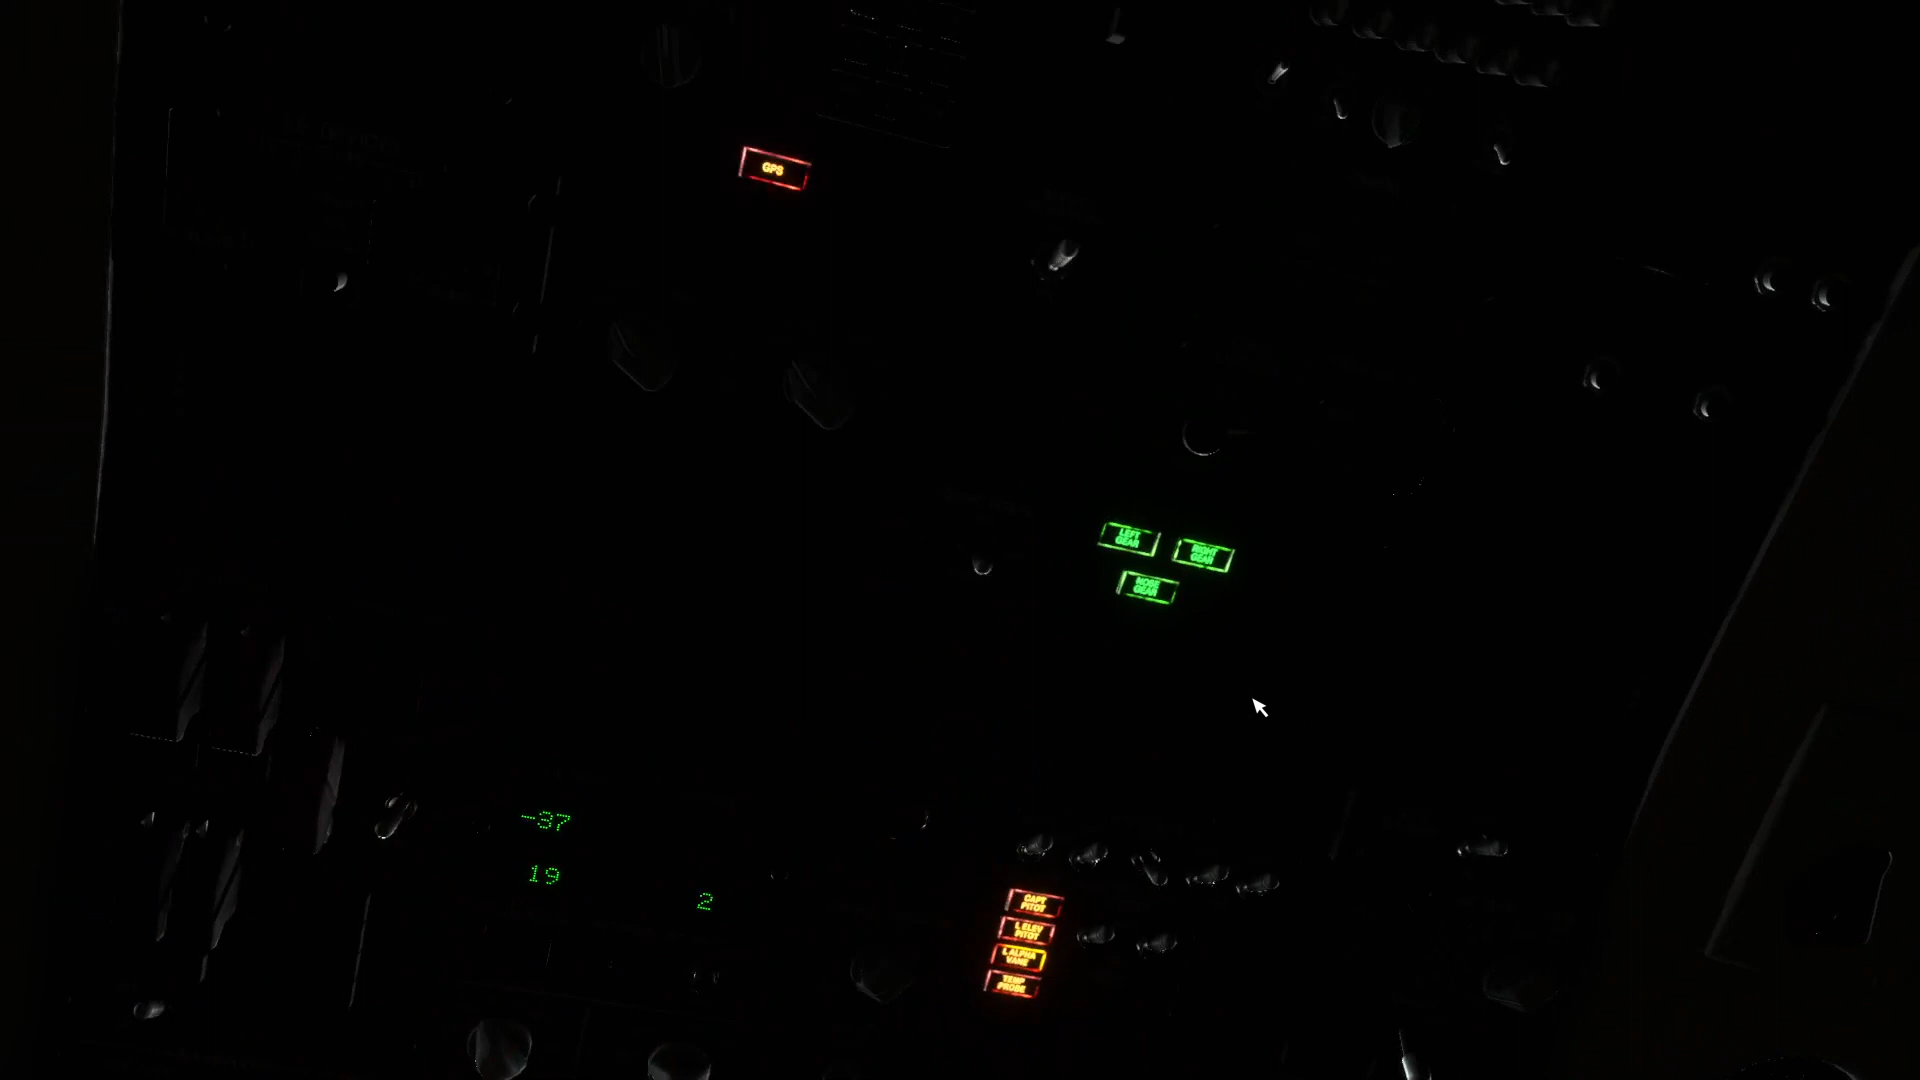 GPS
LEFT
GEAR
RIGHT
GEAR
NOSE
GEAR
-37
19
2
CAPT
PITOT
L ELEV
PITOT
L ALPHA
VANE
TEMP
PROBE